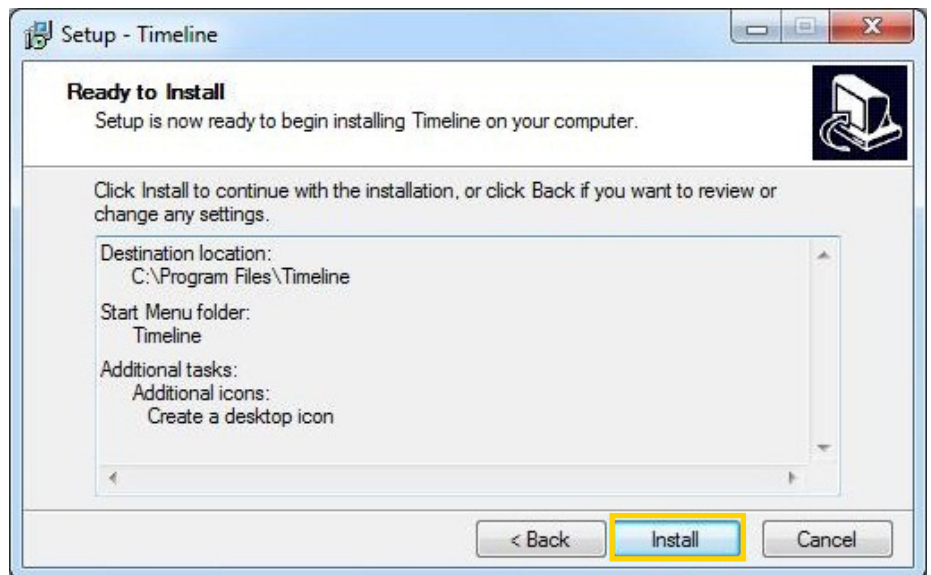 Setup - Timeline
Ready to Install
Setup is now ready to begin installing Timeline on your computer.
Click Install to continue with the installation, or click Back if you want to review or
change any settings.
Destination location:
C:\Program Files\Timeline
Start Menu folder:
Timeline
Additional tasks:
Additional icons:
Create a desktop icon
< Back Install Cancel